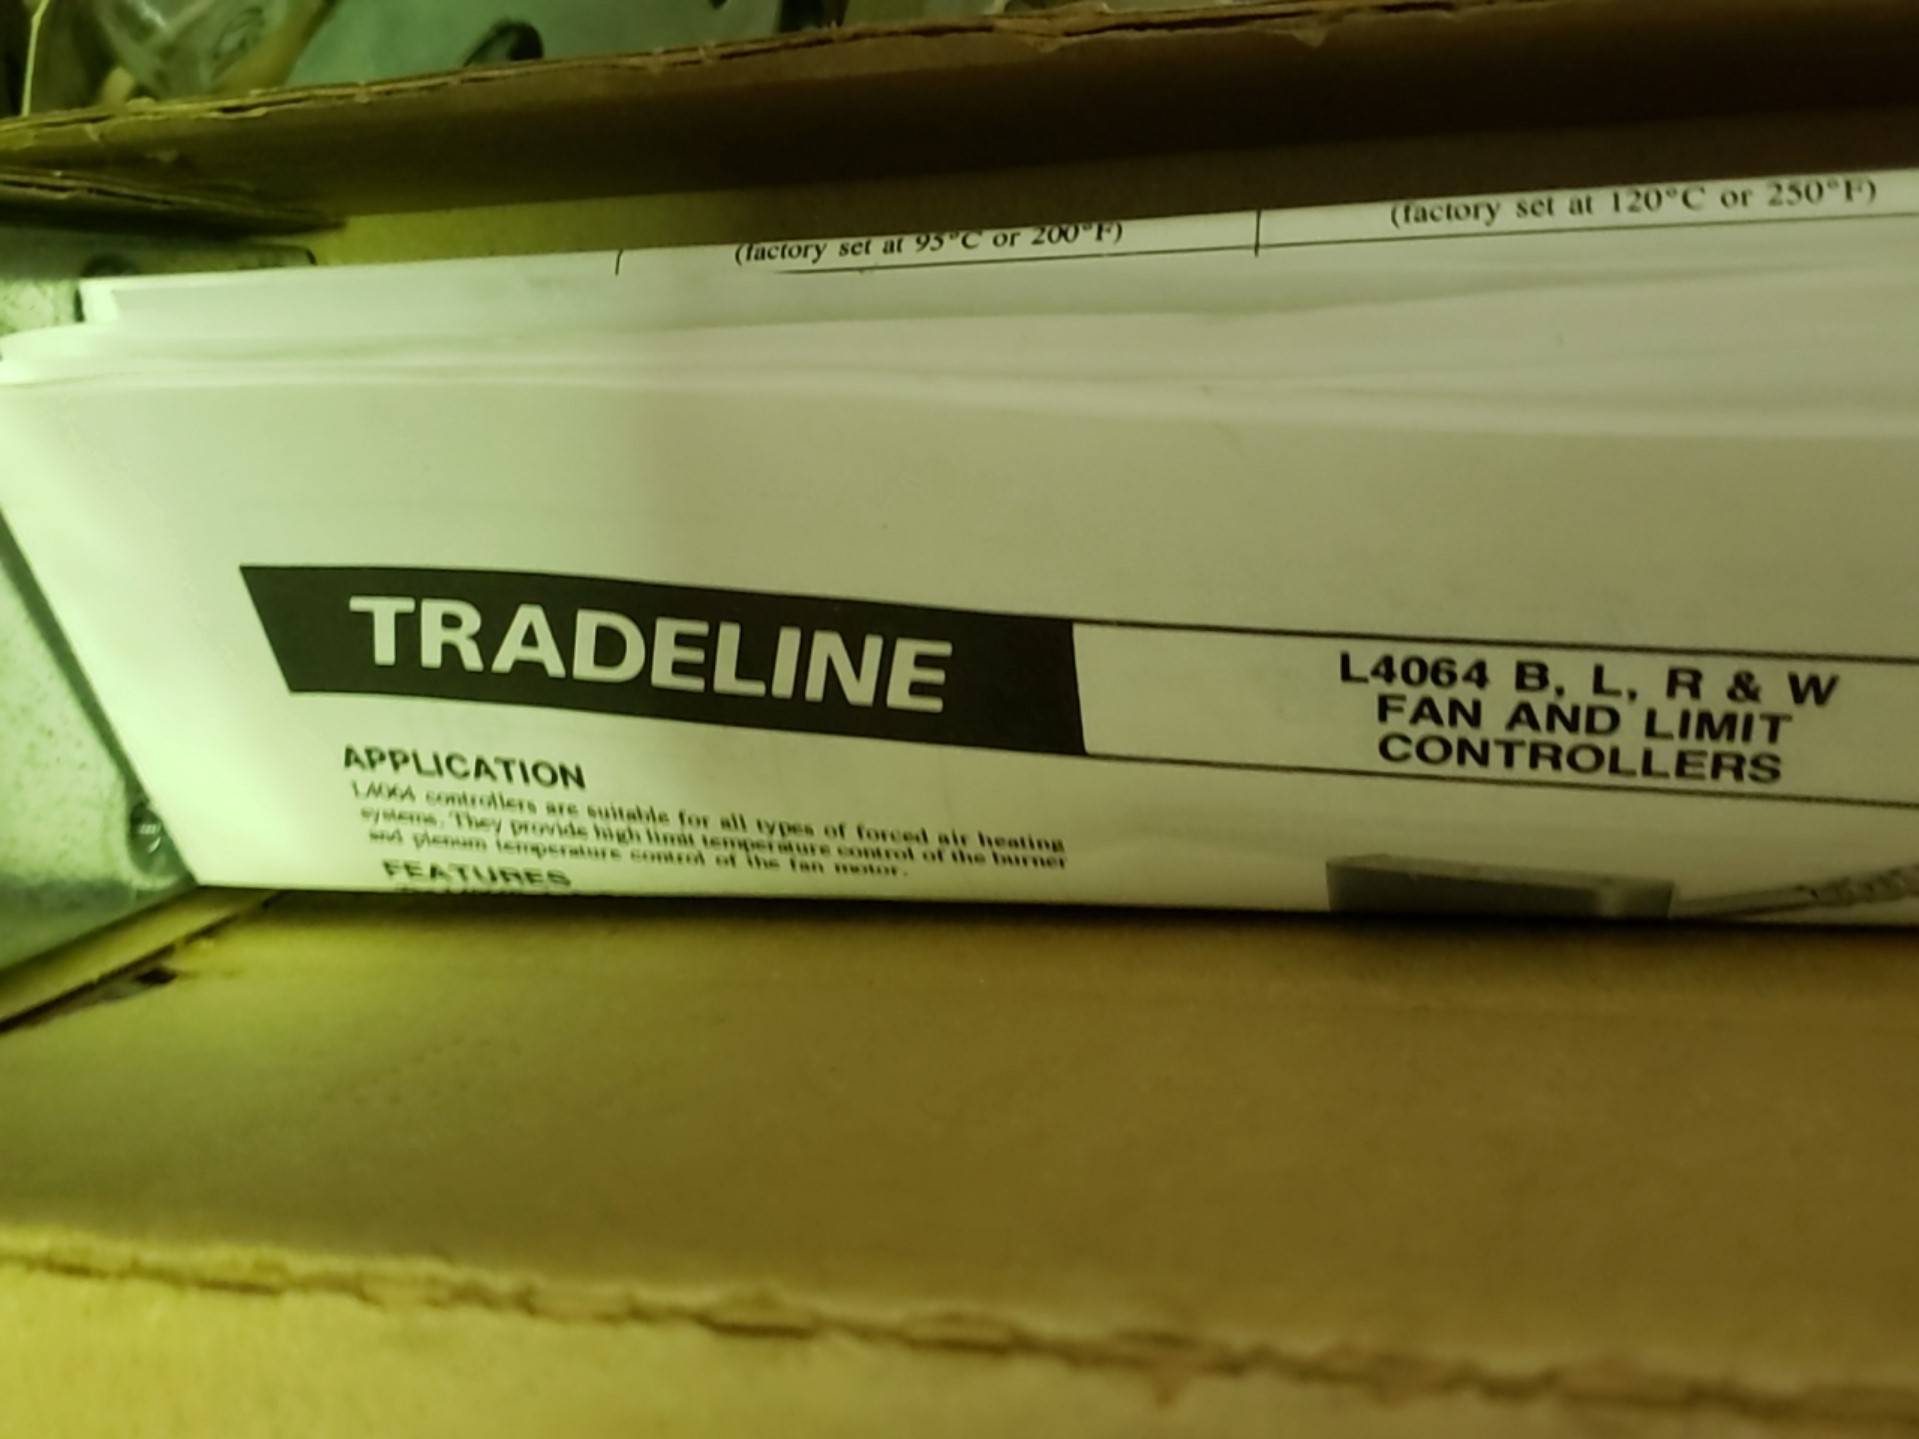 (factory set at 95°C or 200°F)
(factory set at 120°C or 250°F)
TRADELINE
L4064 B, L, R & W
FAN AND LIMIT
CONTROLLERS
APPLICATION
L4064 controllers are suitable for all types of forced air heating
systems. They provide high limit temperature control of the burner
and plenum temperature control of the fan motor.
FEATURES